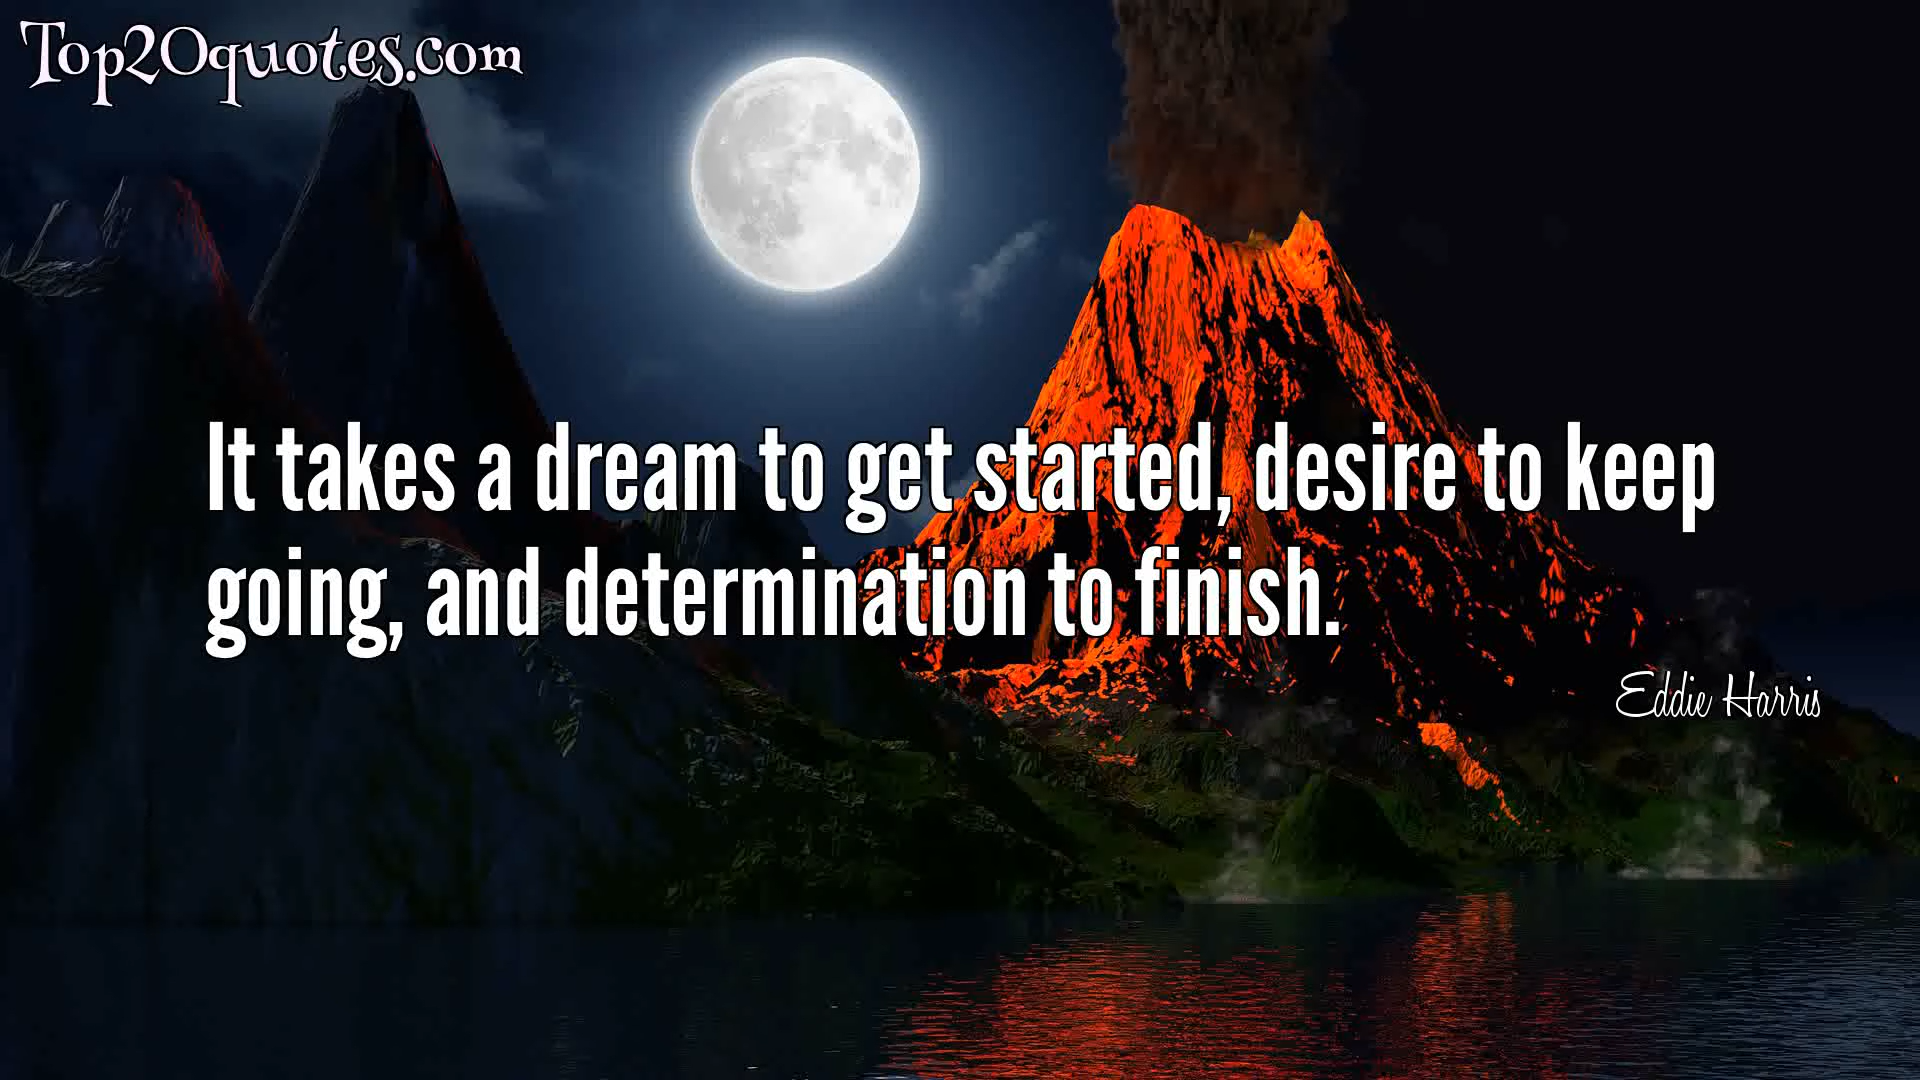 Top20quotes.com
It takes a dream to get started, desire to keep
going, and determination to finish.
Eddie Harris